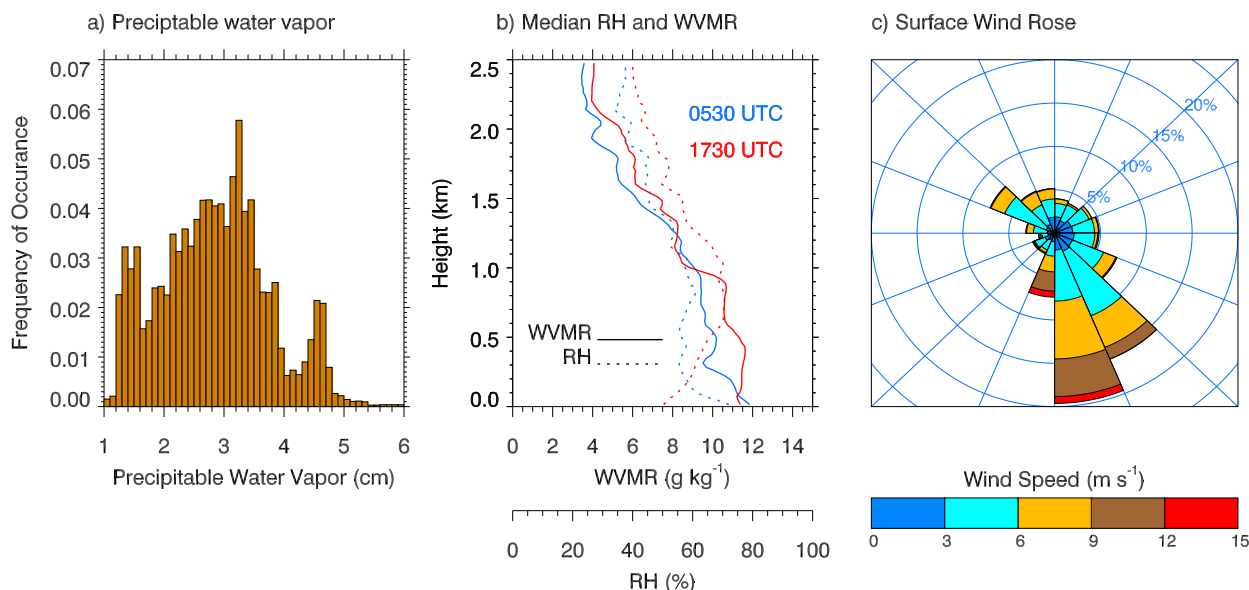 a) Preciptable water vapor
0.07
0.06
0.05
0.04
0.03
0.02
0.01
0.00
Frequency of Occurance
1 2 3 4 5 6
Precipitable Water Vapor (cm)
b) Median RH and WVMR
2.5
2.0
1.5
1.0
0.5
0.0
Height (km)
0530 UTC
1730 UTC
WVMR
RH
0 2 4 6 8 10 12 14
WVMR (g kg-1)
0 20 40 60 80 100
RH (%)
c) Surface Wind Rose
20%
15%
10%
5%
Wind Speed (m s-1)
0 3 6 9 12 15